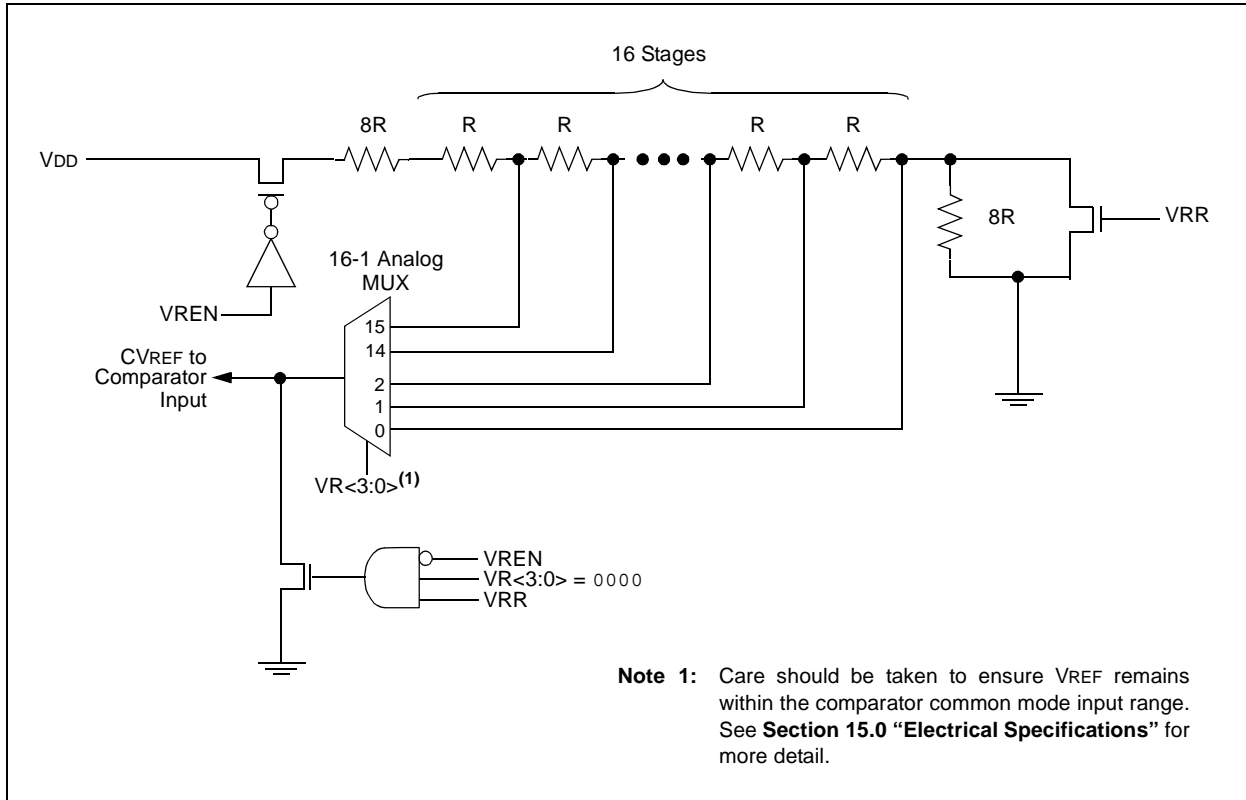 16 Stages
8R R R R R
VDD
8R
VRR
16-1 Analog
MUX
VREN
15
14
2
1
0
CVREF to
Comparator
Input
VR<3:0>(1)
VREN
VR<3:0> = 0000
VRR
Note 1: Care should be taken to ensure VREF remains
within the comparator common mode input range.
See Section 15.0 “Electrical Specifications” for
more detail.